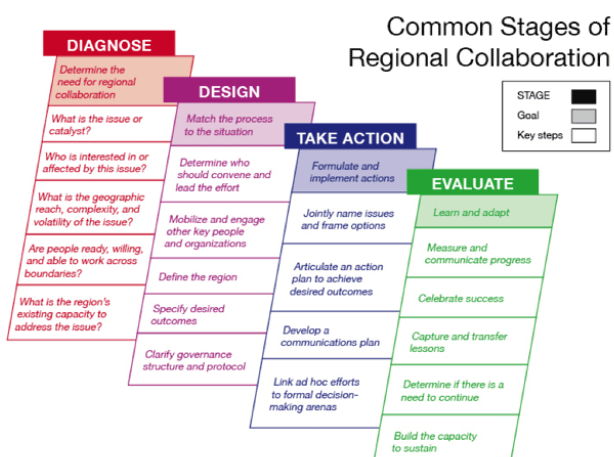 Common Stages of
Regional Collaboration
STAGE
Goal
Key steps
DIAGNOSE
Determine the
need for regional
collaboration
What is the issue or
catalyst?
Who is interested in or
affected by this issue?
What is the geographic
reach, complexity, and
volatility of the issue?
Are people ready, willing,
and able to work across
boundaries?
What is the region's
existing capacity to
address the issue?
DESIGN
Match the process
to the situation
Determine who
should convene and
lead the effort
Mobilize and engage
other key people
and organizations
Define the region
Specify desired
outcomes
Clarify governance
structure and protocol
TAKE ACTION
Formulate and
implement actions
Jointly name issues
and frame options
Articulate an action
plan to achieve
desired outcomes
Develop a
communications plan
Link ad hoc efforts
to formal decision-
making arenas
EVALUATE
Learn and adapt
Measure and
communicate progress
Celebrate success
Capture and transfer
lessons
Determine if there is a
need to continue
Build the capacity
to sustain